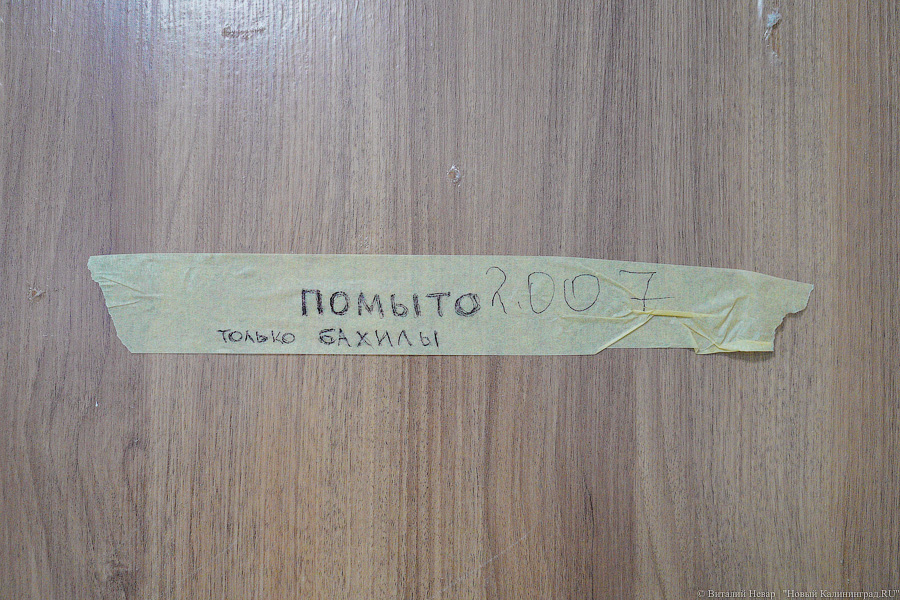 ПОМЫТО 2.007
ТОЛЬКО БАХИЛЫ
© Виталий Невар "Новый Калининград.RU"